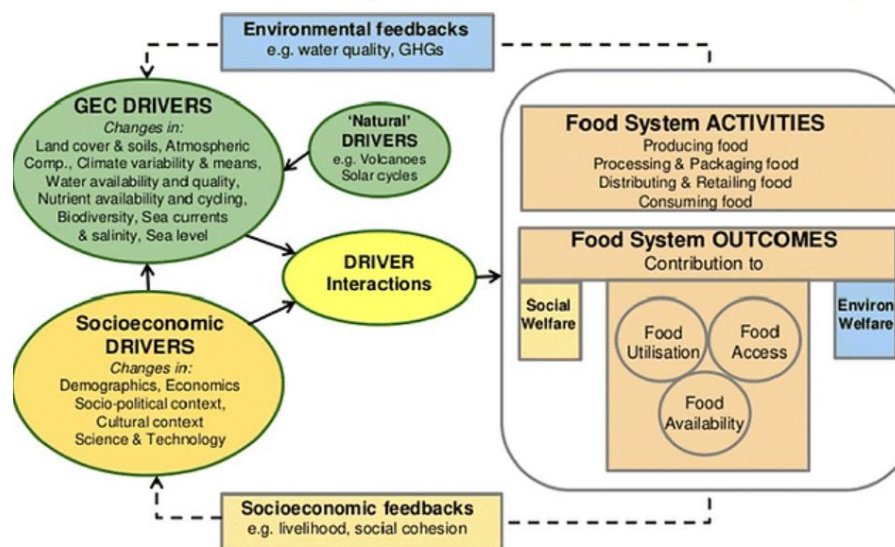 Environmental feedbacks
e.g. water quality, GHGs
GEC DRIVERS
Changes in:
Land cover & soils, Atmospheric
Comp., Climate variability & means,
Water availability and quality,
Nutrient availability and cycling,
Biodiversity, Sea currents
& salinity, Sea level
'Natural'
DRIVERS
e.g. Volcanoes
Solar cycles
DRIVER
Interactions
Socioeconomic
DRIVERS
Changes in:
Demographics, Economics
Socio-political context,
Cultural context
Science & Technology
Food System ACTIVITIES
Producing food
Processing & Packaging food
Distributing & Retailing food
Consuming food
Food System OUTCOMES
Contribution to
Social
Welfare
Food
Utilisation
Food
Access
Food
Availability
Environ
Welfare
Socioeconomic feedbacks
e.g. livelihood, social cohesion